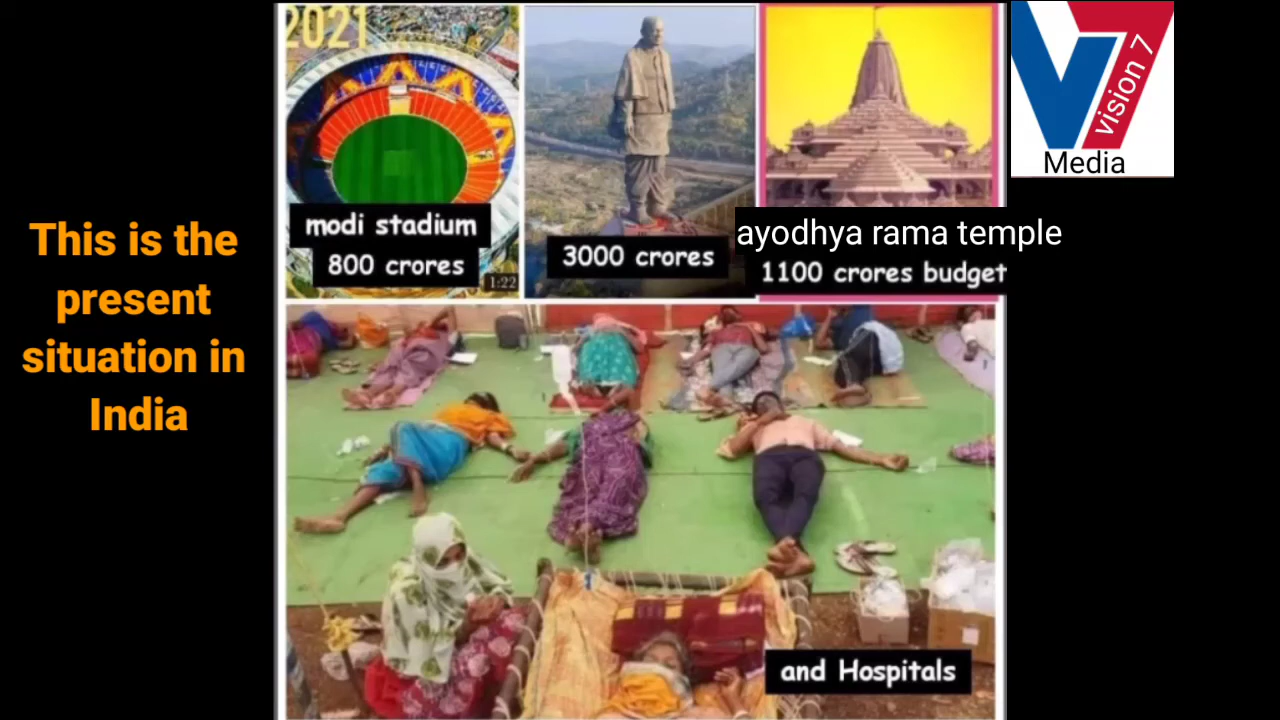 This is the
present
situation in
India
2021
modi stadium
800 crores
1:22
3000 crores
ayodhya rama temple
1100 crores budget
vision 7
Media
and Hospitals